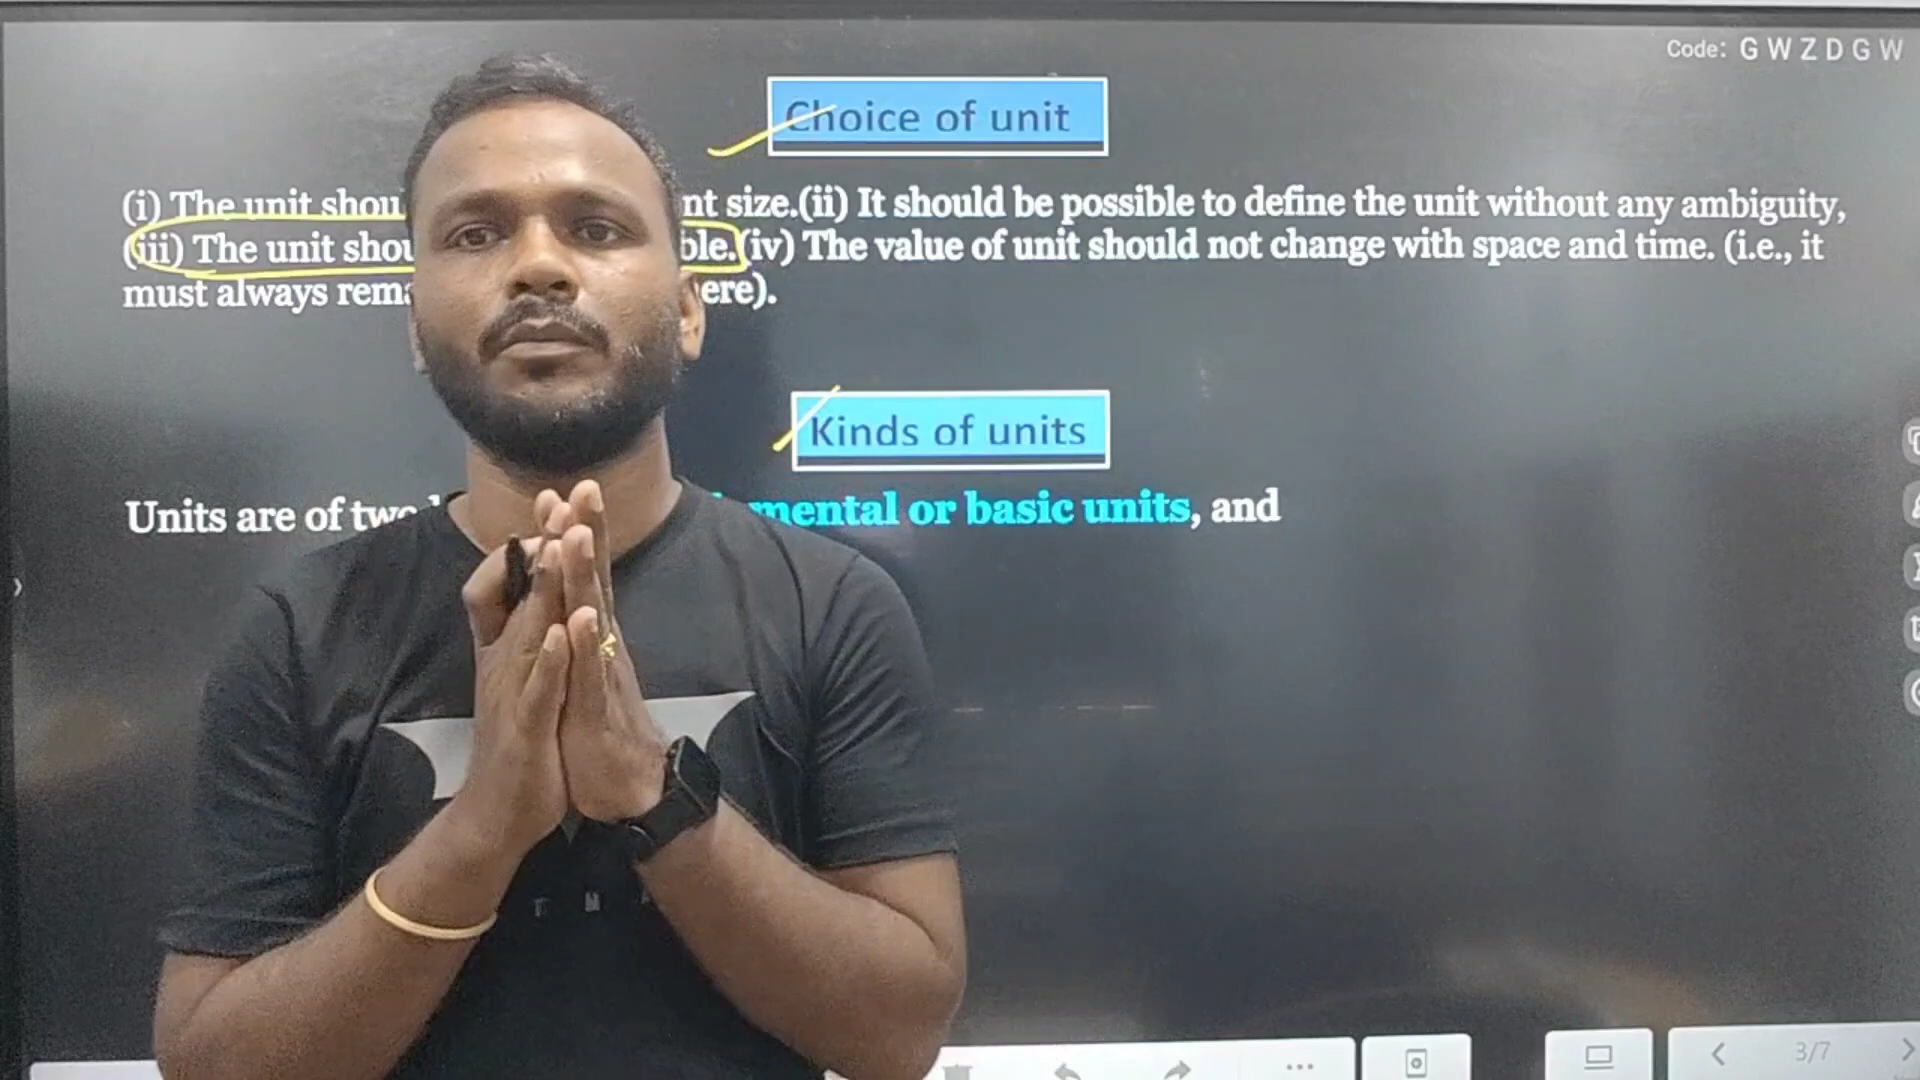 Code: G W Z D G W
Choice of unit
(i) The unit shou nt size.(ii) It should be possible to define the unit without any ambiguity,
(iii) The unit shou ble.(iv) The value of unit should not change with space and time. (i.e., it
must always rema ere).
Kinds of units
Units are of two mental or basic units, and
3/7